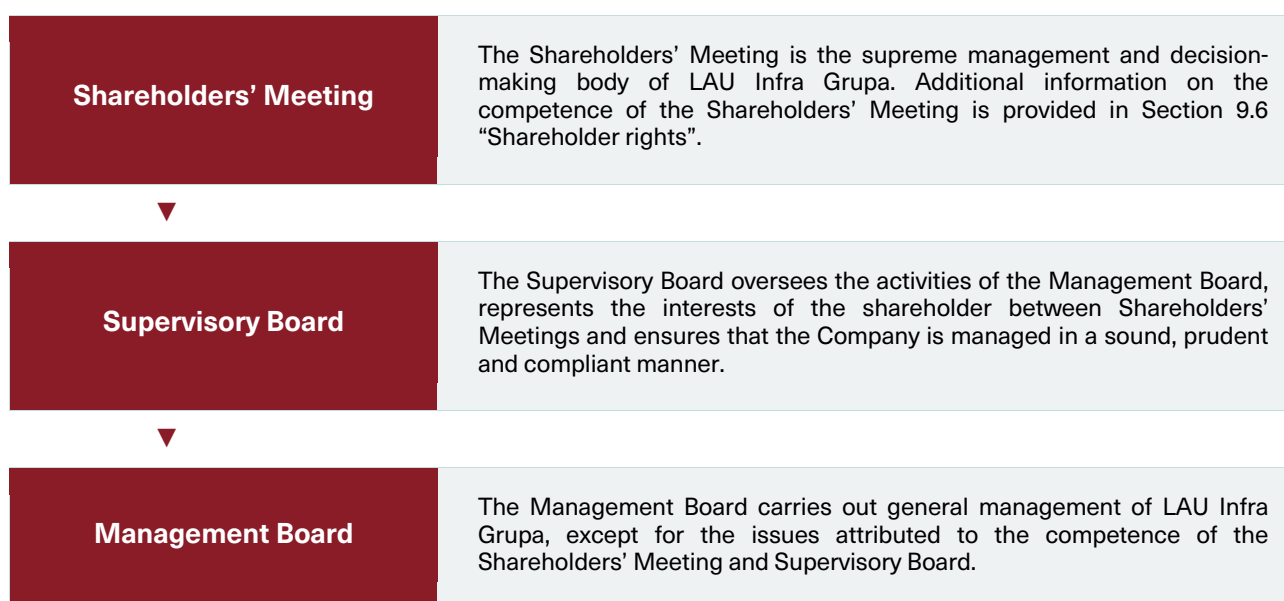 Shareholders’ Meeting
The Shareholders’ Meeting is the supreme management and decision-
making body of LAU Infra Grupa. Additional information on the
competence of the Shareholders’ Meeting is provided in Section 9.6
“Shareholder rights”.
Supervisory Board
The Supervisory Board oversees the activities of the Management Board,
represents the interests of the shareholder between Shareholders’
Meetings and ensures that the Company is managed in a sound, prudent
and compliant manner.
Management Board
The Management Board carries out general management of LAU Infra
Grupa, except for the issues attributed to the competence of the
Shareholders’ Meeting and Supervisory Board.